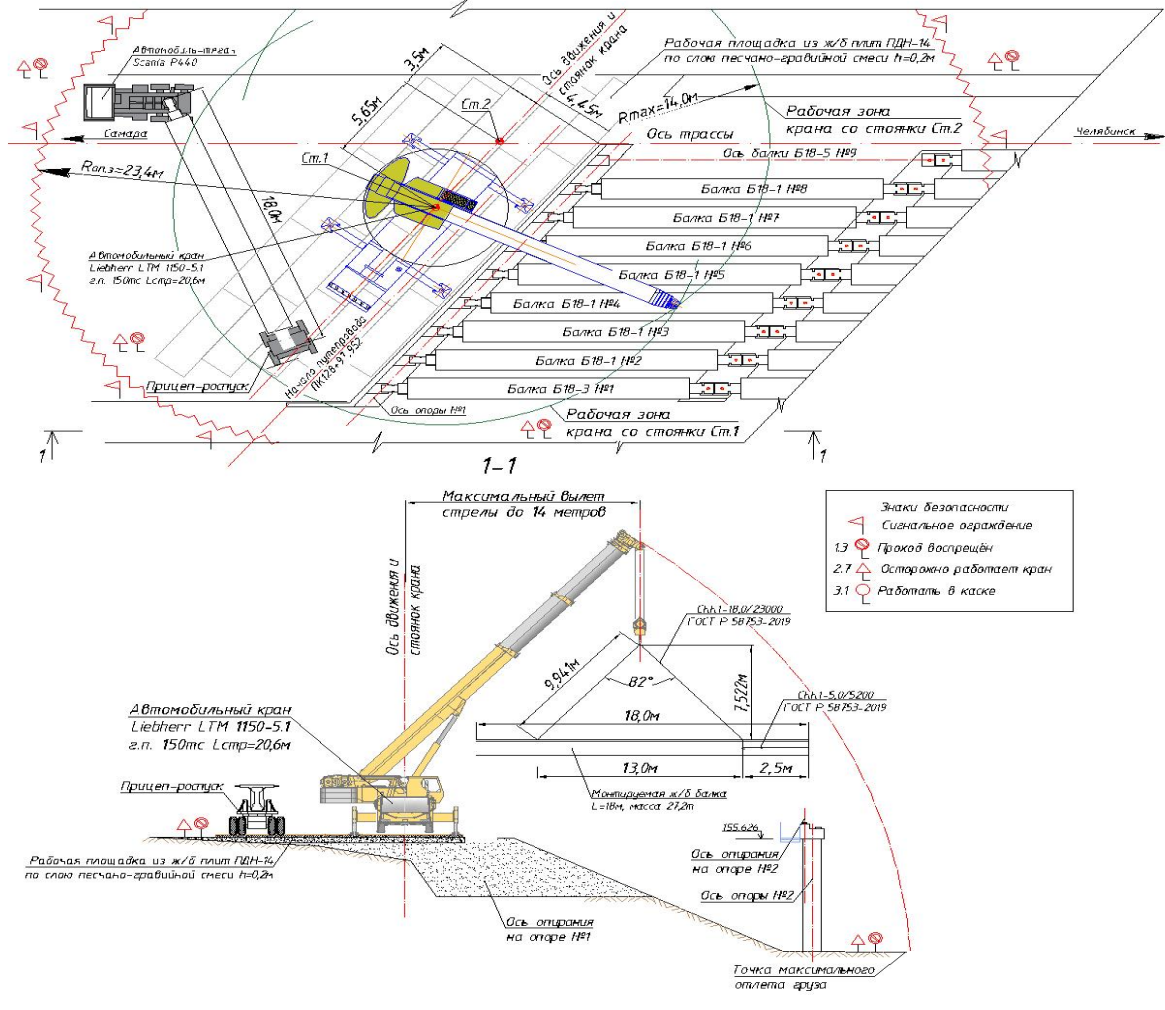 Автомобиль-тягач
Scania P440
3,5м
Ось движения и
стоянок крана
Рабочая площадка из ж/б плит ПДН-14
по слою песчано-гравийной смеси h=0,2м
5,65м
Ст.2
4,45м
Rmax=14,0м
Рабочая зона
крана со стоянки Ст.2
Самара
Ст.1
Ось трассы
Челябинск
Ось балки Б18-5 №9
Rоп.з=23,4м
18,0м
Балка Б18-1 №8
Балка Б18-1 №7
Балка Б18-1 №6
Автомобильный кран
Liebherr LTM 1150-5.1
г.п. 150тс Lстр=20,6м
Балка Б18-1 №5
Балка Б18-1 №4
Балка Б18-1 №3
Балка Б18-1 №2
Прицеп-роспуск
Начало путепровода
ПК128+97,952
Балка Б18-3 №1
Ось опоры №1
Рабочая зона
крана со стоянки Ст.1
1
1
1-1
Максимальный вылет
стрелы до 14 метров
Знаки безопасности
Сигнальное ограждение
1.3 Проход воспрещён
2.7 Осторожно работает кран
3.1 Работать в каске
Ось движения и
стоянок крана
СКК1-18,0/23000
ГОСТ Р 58753-2019
9,941м
82°
7,522м
СКК1-5,0/5200
ГОСТ Р 58753-2019
18,0м
Автомобильный кран
Liebherr LTM 1150-5.1
г.п. 150тс Lстр=20,6м
13,0м
2,5м
Прицеп-роспуск
Монтируемая ж/б балка
L=18м, масса 27,2т
155.626
Ось опирания
на опоре №2
Рабочая площадка из ж/б плит ПДН-14
по слою песчано-гравийной смеси h=0,2м
Ось опоры №2
Ось опирания
на опоре №1
Точка максимального
отлета груза